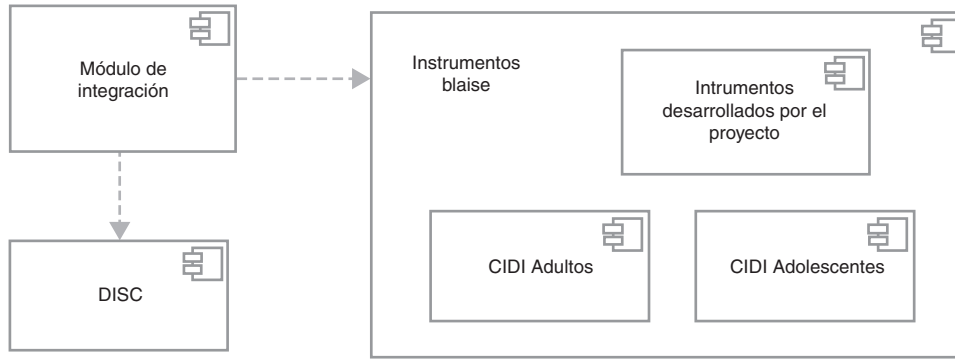 Módulo de
integración
Instrumentos
blaise
Intrumentos
desarrollados por el
proyecto
DISC
CIDI Adultos
CIDI Adolescentes